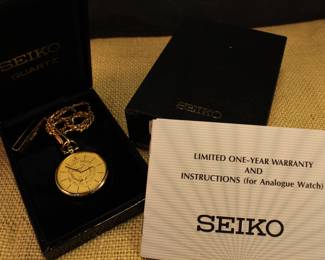 SEIKO
QUARTZ
SEIKO
LIMITED ONE-YEAR WARRANTY
AND
INSTRUCTIONS (for Analogue Watch)
SEIKO